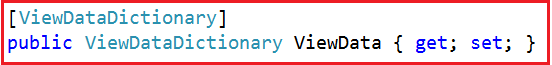 [ViewDataDictionary]
public ViewDataDictionary ViewData { get; set; }